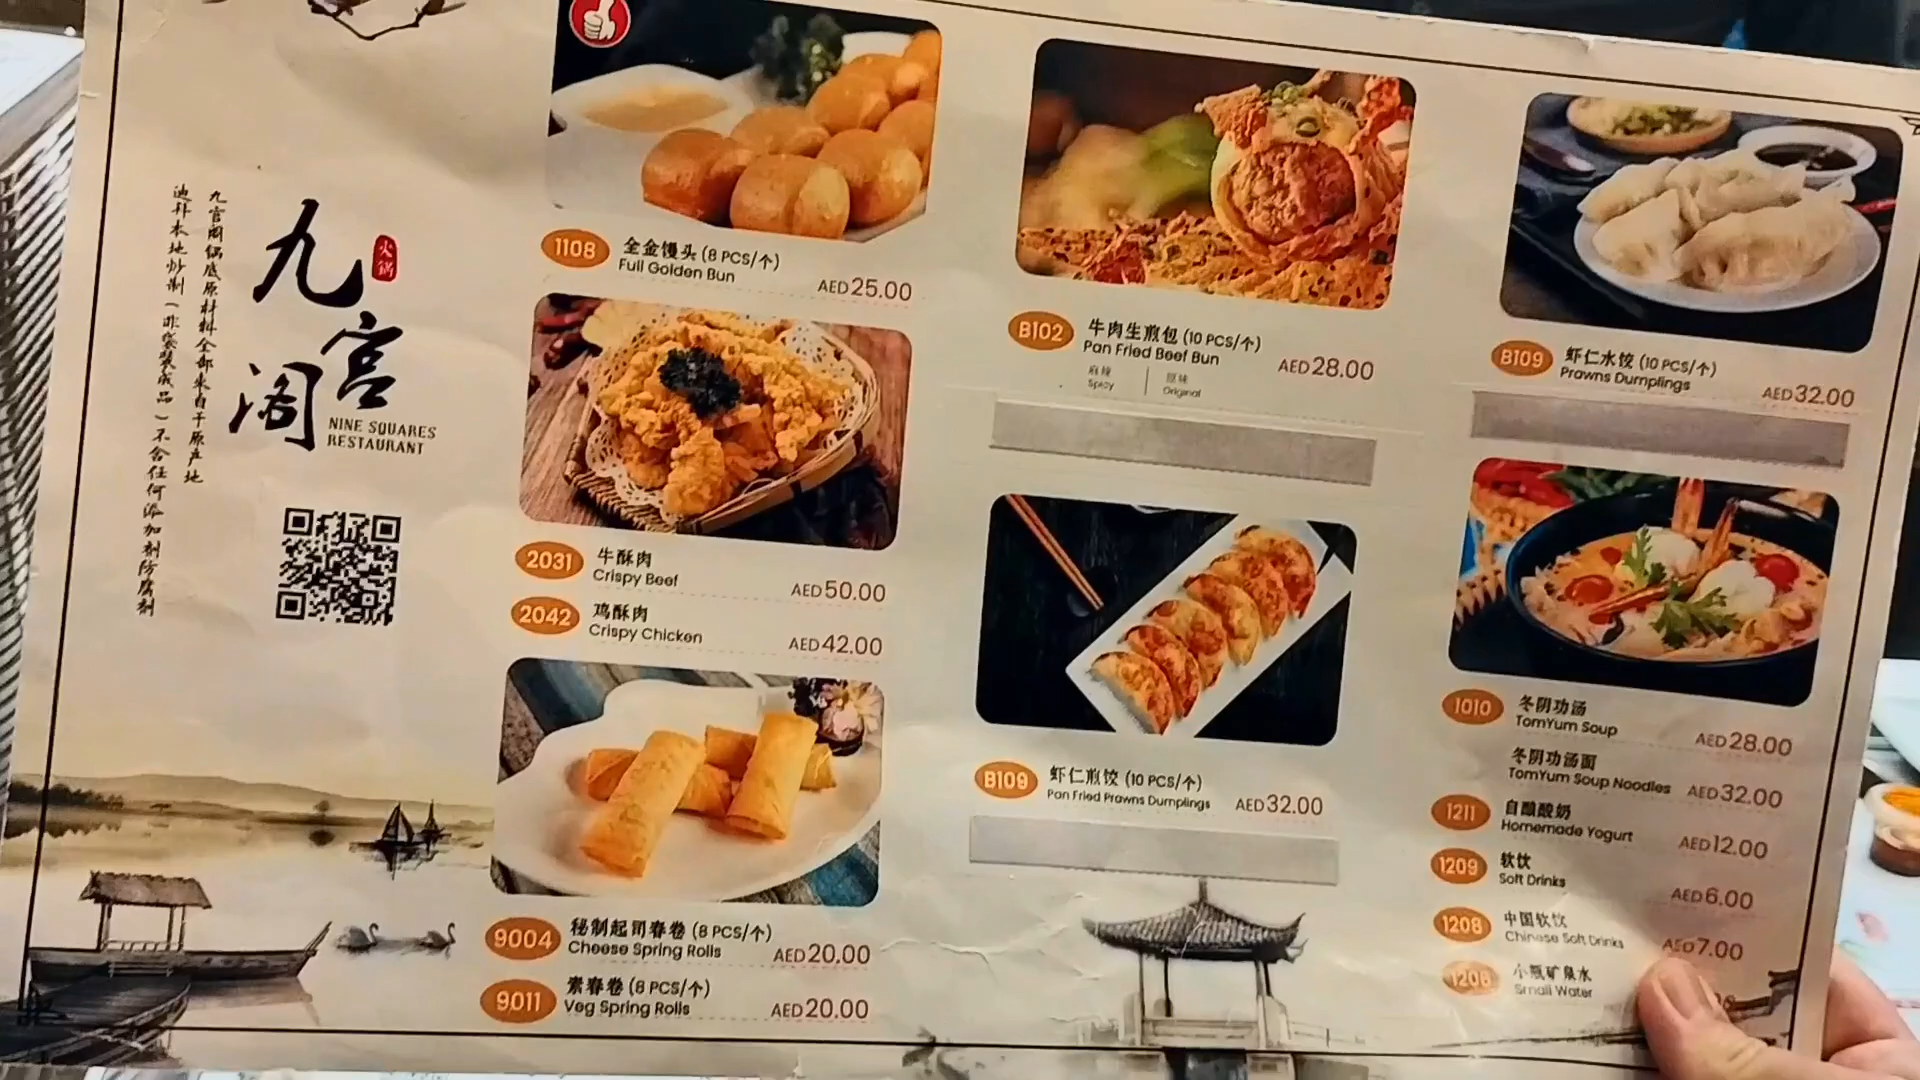 九宫阁锅底原材料全部来自于原产地
迪拜本地炒制（非袋装成品）不含任何添加剂防腐剂
九宫阁
火锅
NINE SQUARES
RESTAURANT
1108 全金馒头 (8 PCS/个)
Full Golden Bun
AED25.00
2031 牛酥肉
Crispy Beef
AED50.00
2042 鸡酥肉
Crispy Chicken
AED42.00
9004 秘制起司春卷 (8 PCS/个)
Cheese Spring Rolls
AED20.00
9011 素春卷 (8 PCS/个)
Veg Spring Rolls
AED20.00
B102 牛肉生煎包 (10 PCS/个)
Pan Fried Beef Bun
AED28.00
麻辣 | 原味
Spicy | Original
B109 虾仁煎饺 (10 PCS/个)
Pan Fried Prawns Dumplings
AED32.00
B109 虾仁水饺 (10 PCS/个)
Prawns Dumplings
AED32.00
1010 冬阴功汤
TomYum Soup
AED28.00
冬阴功汤面
TomYum Soup Noodles
AED32.00
1211 自酿酸奶
Homemade Yogurt
AED12.00
1209 软饮
Soft Drinks
AED6.00
1208 中国软饮
Chinese Soft Drinks
AED7.00
1206 小瓶矿泉水
Small Water